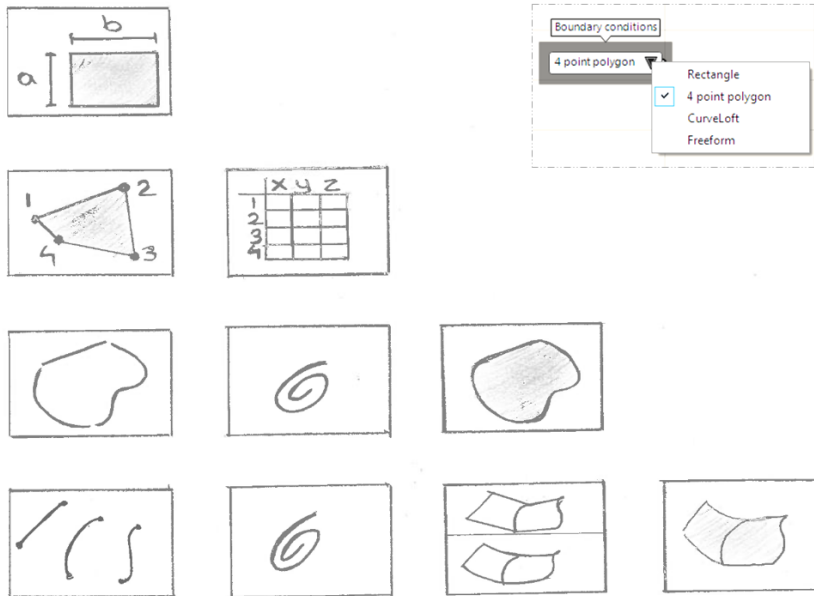 b
a
Boundary conditions
4 point polygon
Rectangle
4 point polygon
CurveLoft
Freeform
1 2
4 3
x y z
1
2
3
4